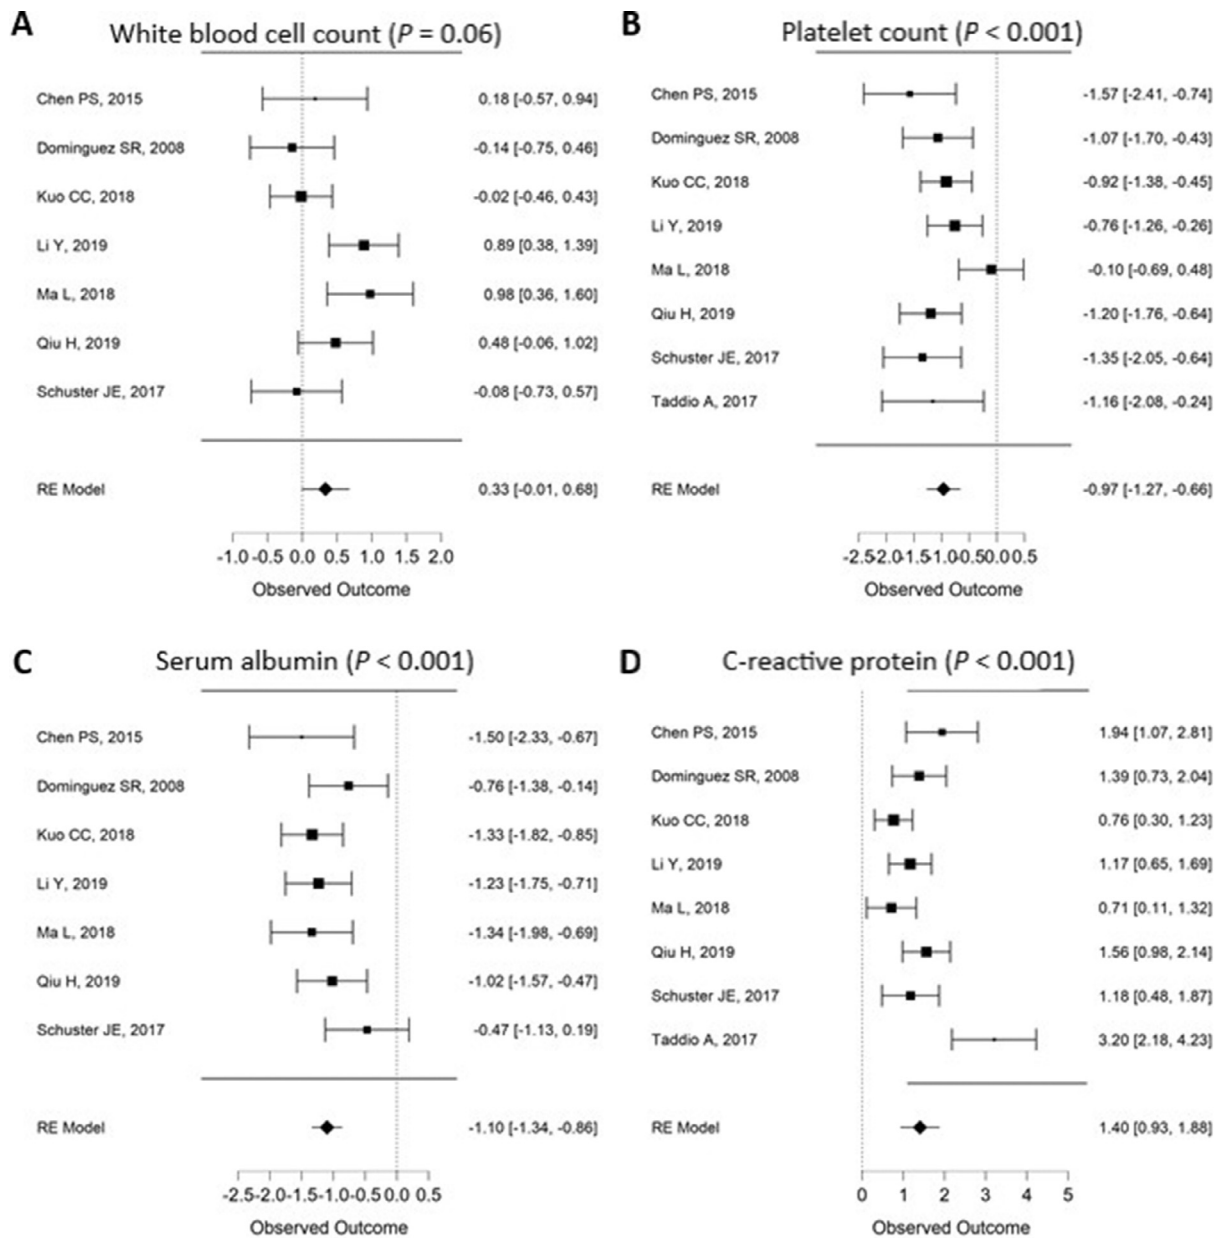 A
White blood cell count (P = 0.06)
Chen PS, 2015 0.18 [-0.57, 0.94]
Dominguez SR, 2008 -0.14 [-0.75, 0.46]
Kuo CC, 2018 -0.02 [-0.46, 0.43]
Li Y, 2019 0.89 [0.38, 1.39]
Ma L, 2018 0.98 [0.36, 1.60]
Qiu H, 2019 0.48 [-0.06, 1.02]
Schuster JE, 2017 -0.08 [-0.73, 0.57]
RE Model 0.33 [-0.01, 0.68]
-1.0 -0.5 0.0 0.5 1.0 1.5 2.0
Observed Outcome
B
Platelet count (P < 0.001)
Chen PS, 2015 -1.57 [-2.41, -0.74]
Dominguez SR, 2008 -1.07 [-1.70, -0.43]
Kuo CC, 2018 -0.92 [-1.38, -0.45]
Li Y, 2019 -0.76 [-1.26, -0.26]
Ma L, 2018 -0.10 [-0.69, 0.48]
Qiu H, 2019 -1.20 [-1.76, -0.64]
Schuster JE, 2017 -1.35 [-2.05, -0.64]
Taddio A, 2017 -1.16 [-2.08, -0.24]
RE Model -0.97 [-1.27, -0.66]
-2.5 -2.0 -1.5 -1.0 -0.5 0.0 0.5
Observed Outcome
C
Serum albumin (P < 0.001)
Chen PS, 2015 -1.50 [-2.33, -0.67]
Dominguez SR, 2008 -0.76 [-1.38, -0.14]
Kuo CC, 2018 -1.33 [-1.82, -0.85]
Li Y, 2019 -1.23 [-1.75, -0.71]
Ma L, 2018 -1.34 [-1.98, -0.69]
Qiu H, 2019 -1.02 [-1.57, -0.47]
Schuster JE, 2017 -0.47 [-1.13, 0.19]
RE Model -1.10 [-1.34, -0.86]
-2.5 -2.0 -1.5 -1.0 -0.5 0.0 0.5
Observed Outcome
D
C-reactive protein (P < 0.001)
Chen PS, 2015 1.94 [1.07, 2.81]
Dominguez SR, 2008 1.39 [0.73, 2.04]
Kuo CC, 2018 0.76 [0.30, 1.23]
Li Y, 2019 1.17 [0.65, 1.69]
Ma L, 2018 0.71 [0.11, 1.32]
Qiu H, 2019 1.56 [0.98, 2.14]
Schuster JE, 2017 1.18 [0.48, 1.87]
Taddio A, 2017 3.20 [2.18, 4.23]
RE Model 1.40 [0.93, 1.88]
0 1 2 3 4 5
Observed Outcome